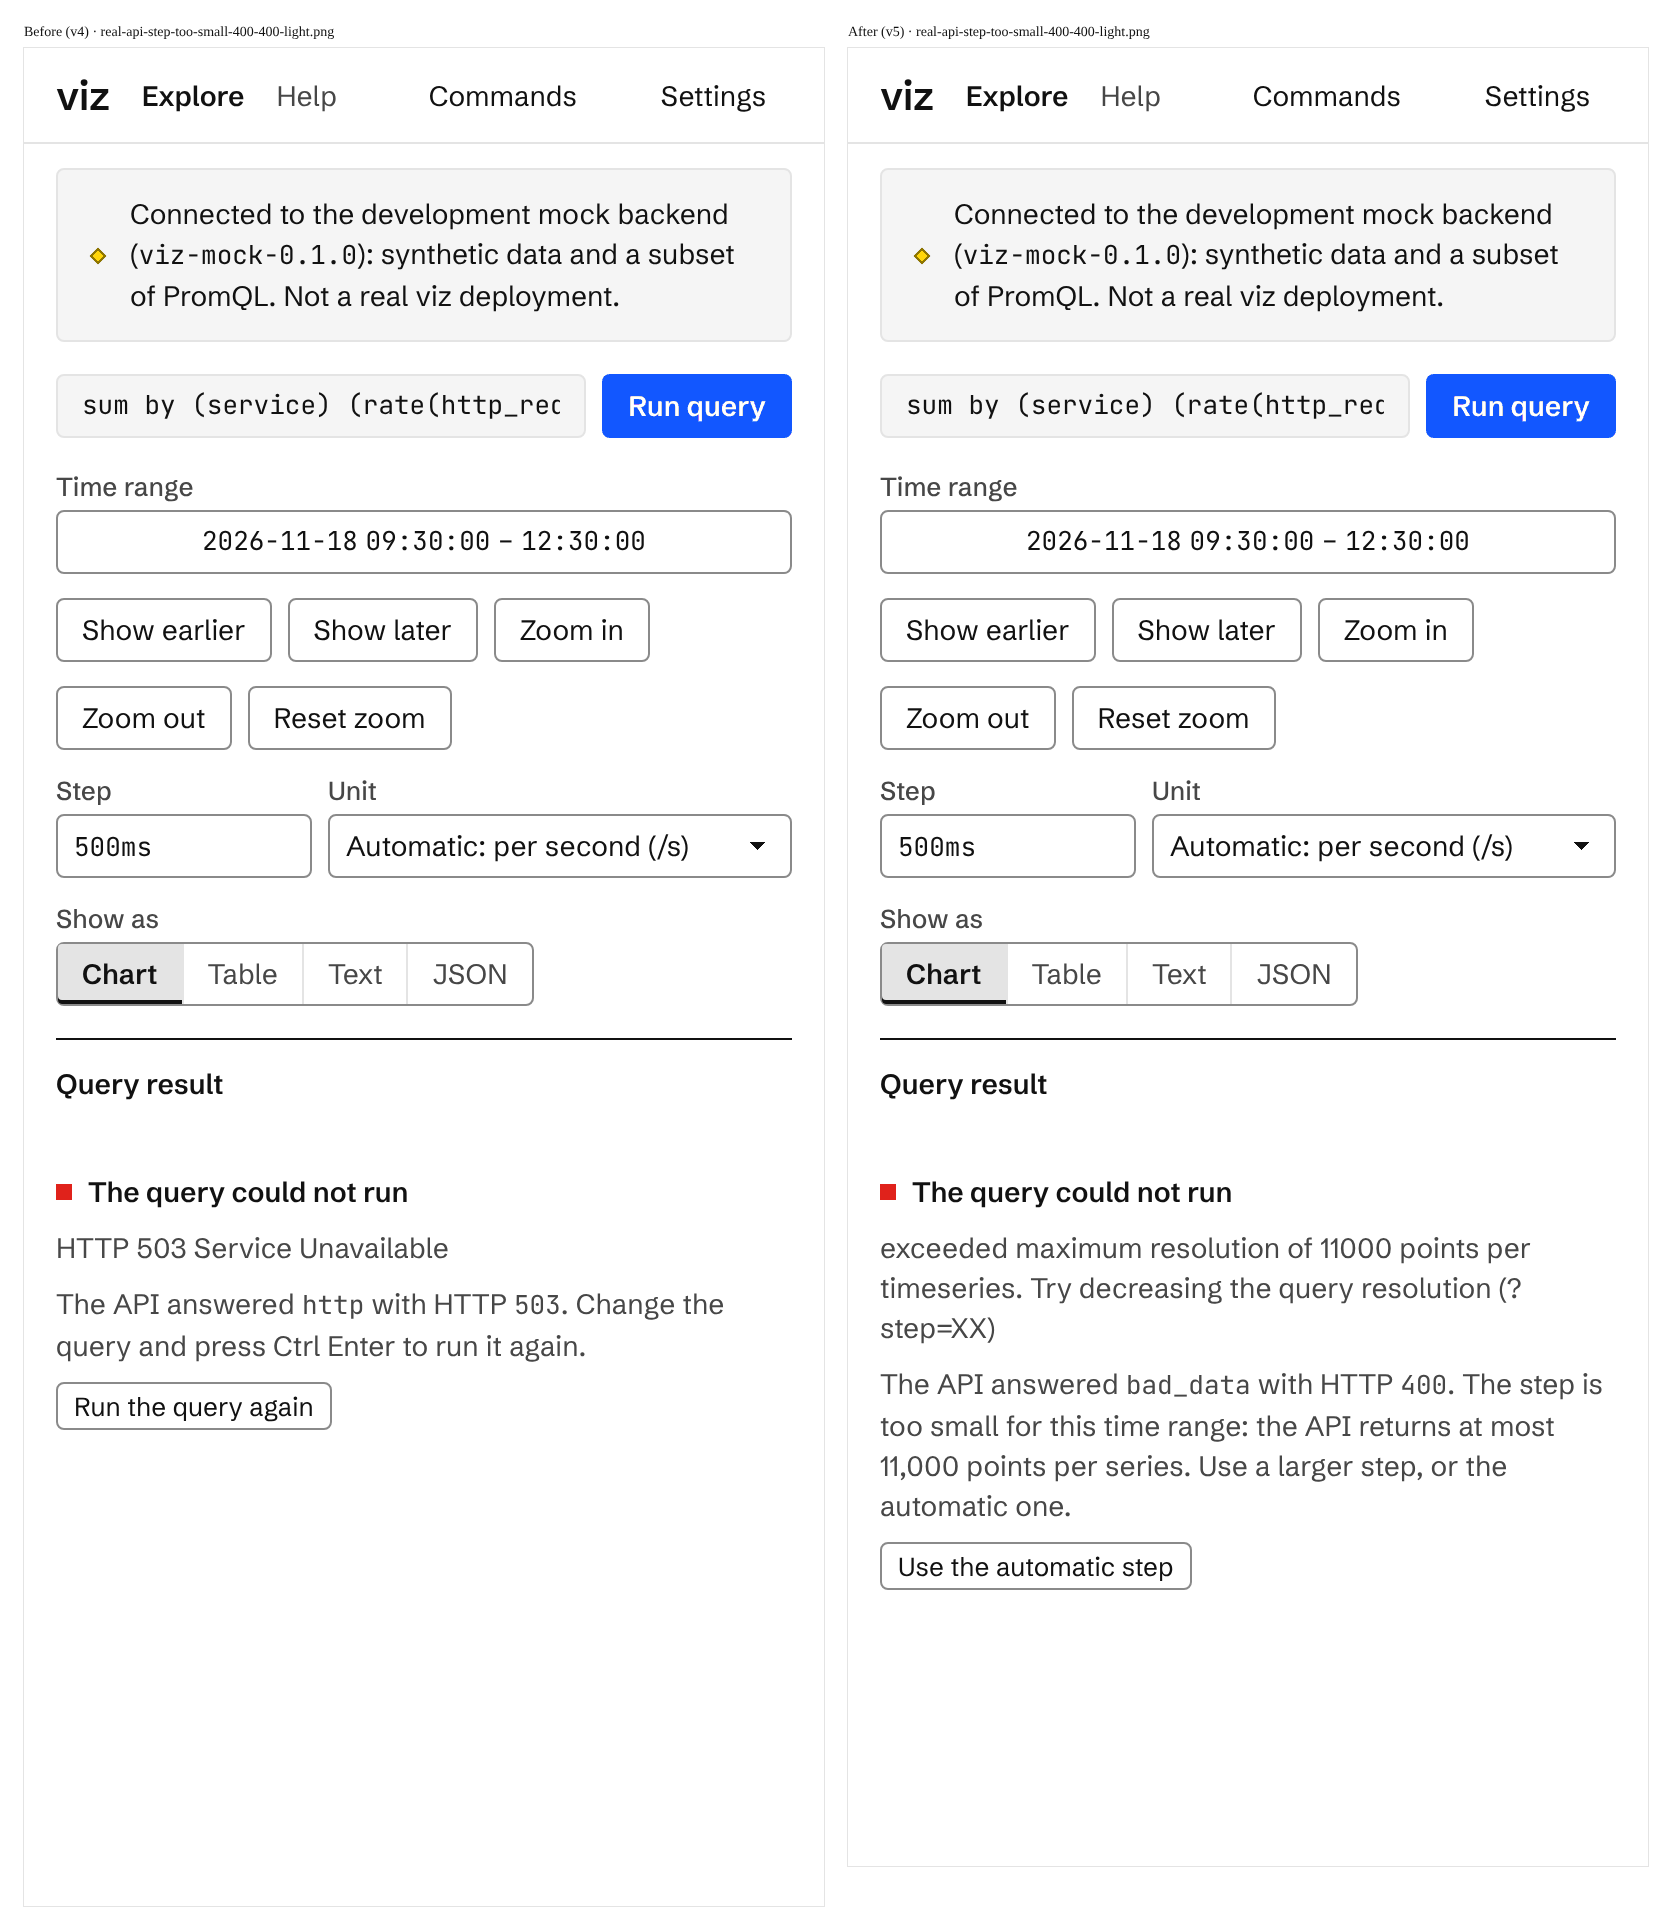 Before (v4) · real-api-step-too-small-400-400-light.png
viz Explore Help Commands Settings
Connected to the development mock backend
(viz-mock-0.1.0): synthetic data and a subset
of PromQL. Not a real viz deployment.
sum by (service) (rate(http_req
Run query
Time range
2026-11-18 09:30:00 – 12:30:00
Show earlier Show later Zoom in
Zoom out Reset zoom
Step Unit
500ms Automatic: per second (/s)
Show as
Chart Table Text JSON
Query result
The query could not run
HTTP 503 Service Unavailable
The API answered http with HTTP 503. Change the
query and press Ctrl Enter to run it again.
Run the query again
After (v5) · real-api-step-too-small-400-400-light.png
viz Explore Help Commands Settings
Connected to the development mock backend
(viz-mock-0.1.0): synthetic data and a subset
of PromQL. Not a real viz deployment.
sum by (service) (rate(http_req
Run query
Time range
2026-11-18 09:30:00 – 12:30:00
Show earlier Show later Zoom in
Zoom out Reset zoom
Step Unit
500ms Automatic: per second (/s)
Show as
Chart Table Text JSON
Query result
The query could not run
exceeded maximum resolution of 11000 points per
timeseries. Try decreasing the query resolution (?
step=XX)
The API answered bad_data with HTTP 400. The step is
too small for this time range: the API returns at most
11,000 points per series. Use a larger step, or the
automatic one.
Use the automatic step